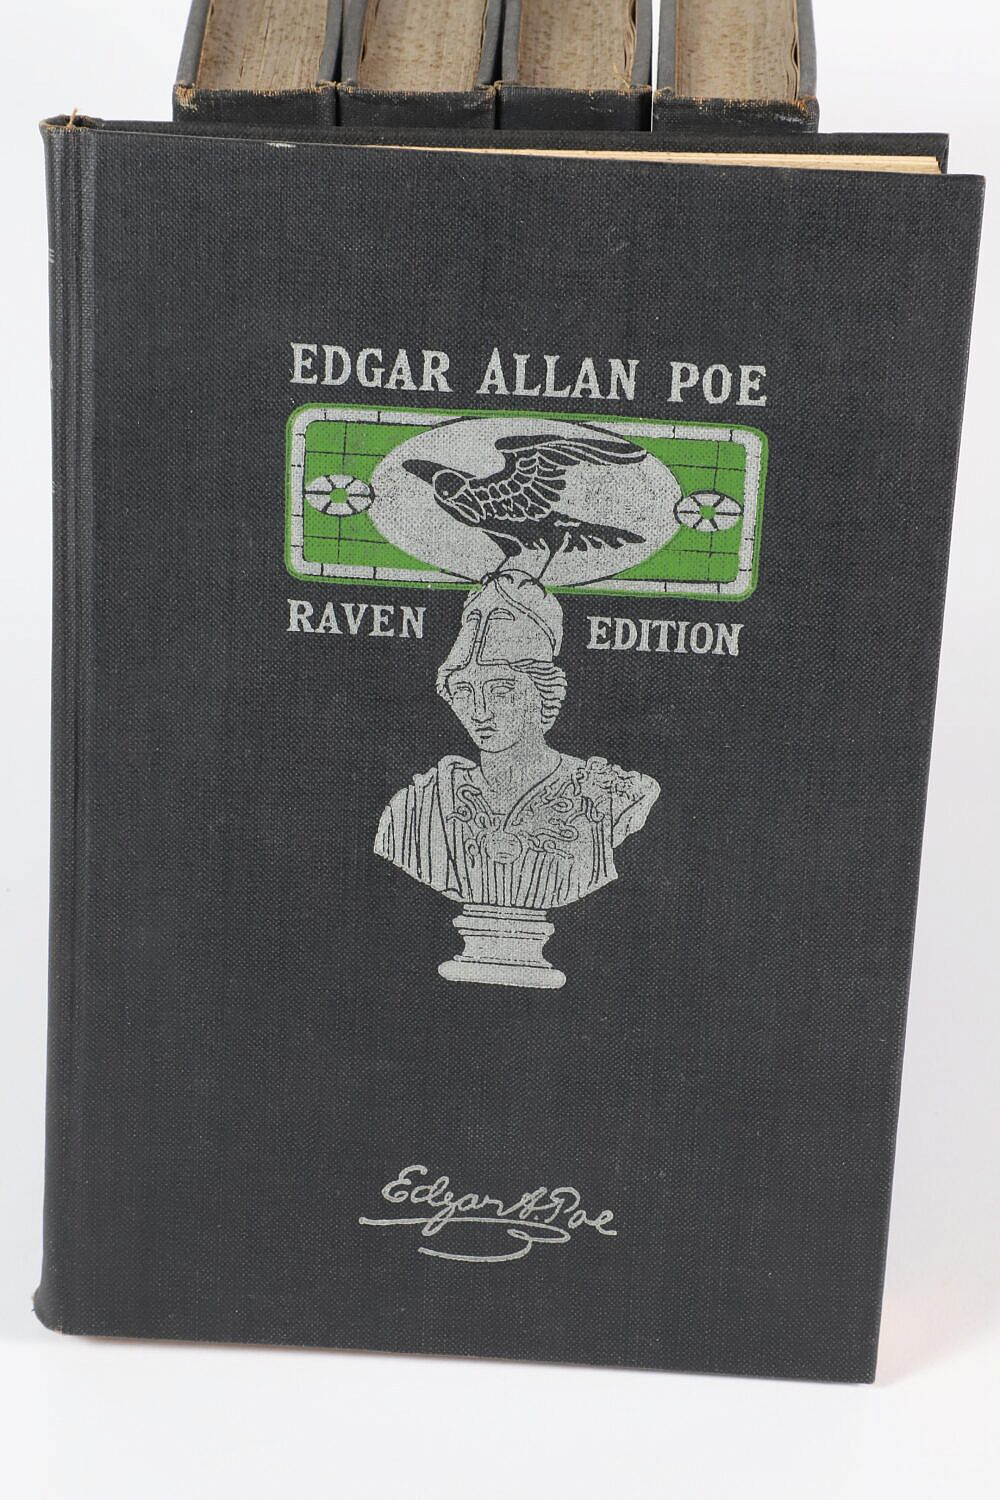 EDGAR ALLAN POE
RAVEN EDITION
Edgar A. Poe